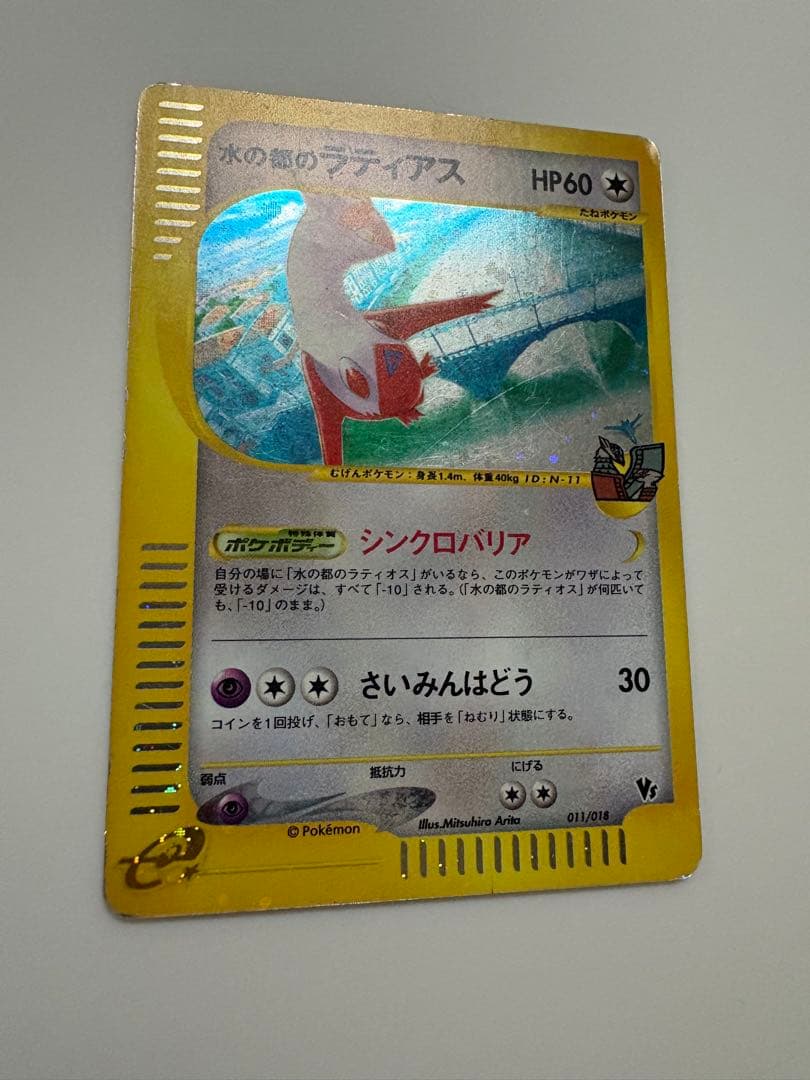 水の都のラティアス
HP60
たねポケモン
むげんポケモン：身長1.4m、体重40kg ID:N-11
特殊体質
ポケボディー
シンクロバリア
自分の場に「水の都のラティオス」がいるなら、このポケモンがワザによって
受けるダメージは、すべて「-10」される。（「水の都のラティオス」が何匹いて
も、「-10」のまま。）
さいみんはどう 30
コインを1回投げ、「おもて」なら、相手を「ねむり」状態にする。
弱点
抵抗力
にげる
© Pokémon
Illus.Mitsuhiro Arita
011/018
Vs
e